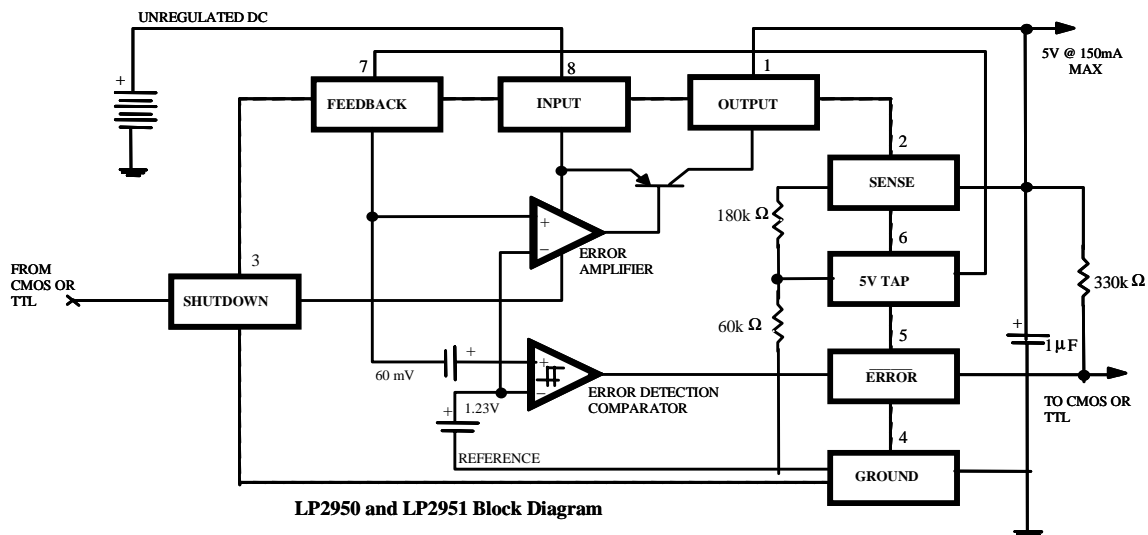 UNREGULATED DC
+
7
8
1
5V @ 150mA
MAX
FEEDBACK
INPUT
OUTPUT
2
SENSE
180k Ω
6
+
−
ERROR
AMPLIFIER
FROM
CMOS OR
TTL
3
SHUTDOWN
5V TAP
330k Ω
60k Ω
5
+
1 µF
60 mV
+
+
−
ERROR DETECTION
COMPARATOR
ERROR
TO CMOS OR
TTL
+
1.23V
4
REFERENCE
GROUND
LP2950 and LP2951 Block Diagram